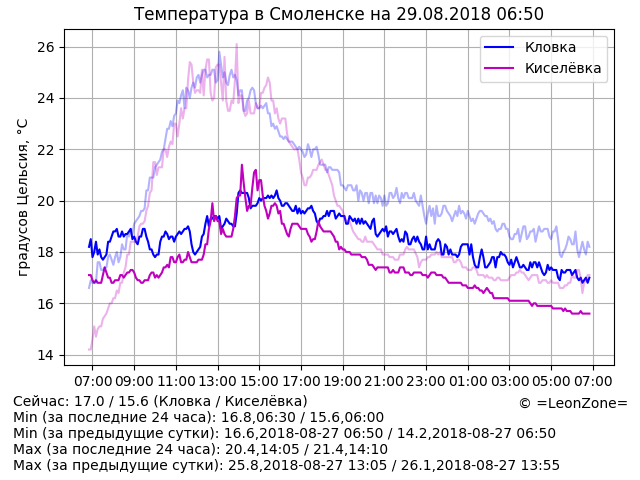 Температура в Смоленске на 29.08.2018 06:50
Кловка
Киселёвка
градусов Цельсия, °C
26
24
22
20
18
16
14
07:00 09:00 11:00 13:00 15:00 17:00 19:00 21:00 23:00 01:00 03:00 05:00 07:00
Сейчас: 17.0 / 15.6 (Кловка / Киселёвка)
© =LeonZone=
Min (за последние 24 часа): 16.8,06:30 / 15.6,06:00
Min (за предыдущие сутки): 16.6,2018-08-27 06:50 / 14.2,2018-08-27 06:50
Max (за последние 24 часа): 20.4,14:05 / 21.4,14:10
Max (за предыдущие сутки): 25.8,2018-08-27 13:05 / 26.1,2018-08-27 13:55